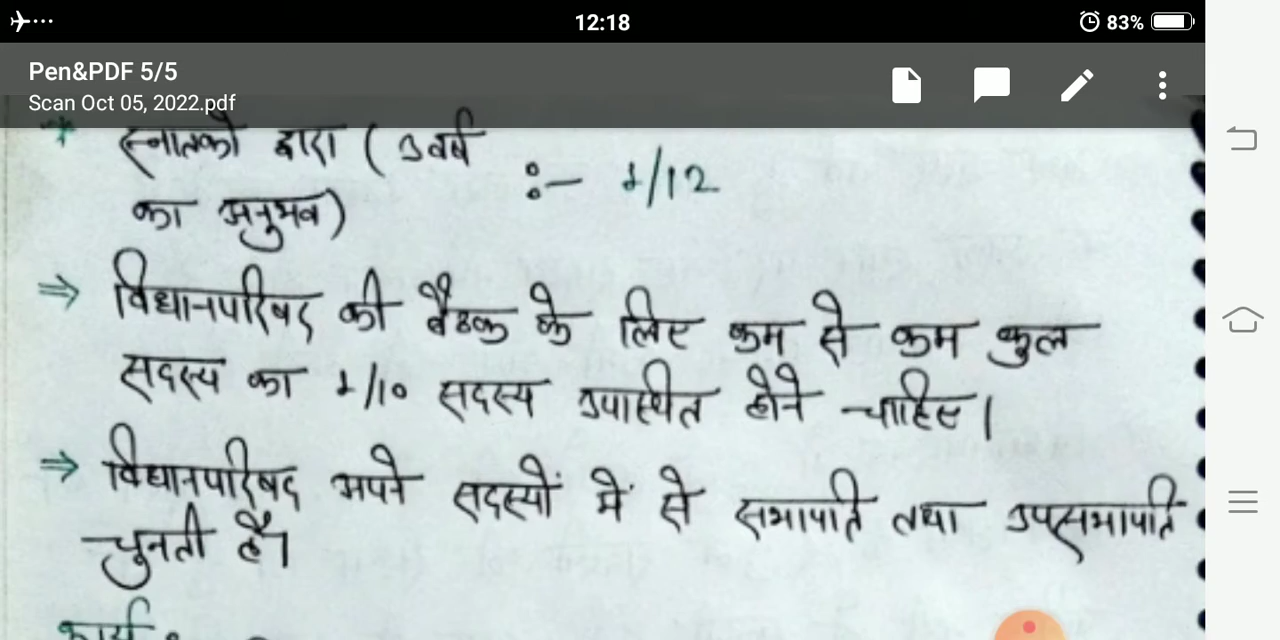 12:18
83%
Pen&PDF 5/5
Scan Oct 05, 2022.pdf
* स्नातकों द्वारा ( 3 वर्ष
का अनुभव) :- 1/12
⇒ विधानपरिषद की बैठक के लिए कम से कम कुल
सदस्य का 1/10 सदस्य उपास्थित होने चाहिए।
⇒ विधानपरिषद अपने सदस्यों में से सभापति तथा उपसभापति
चुनती है।
कार्य :